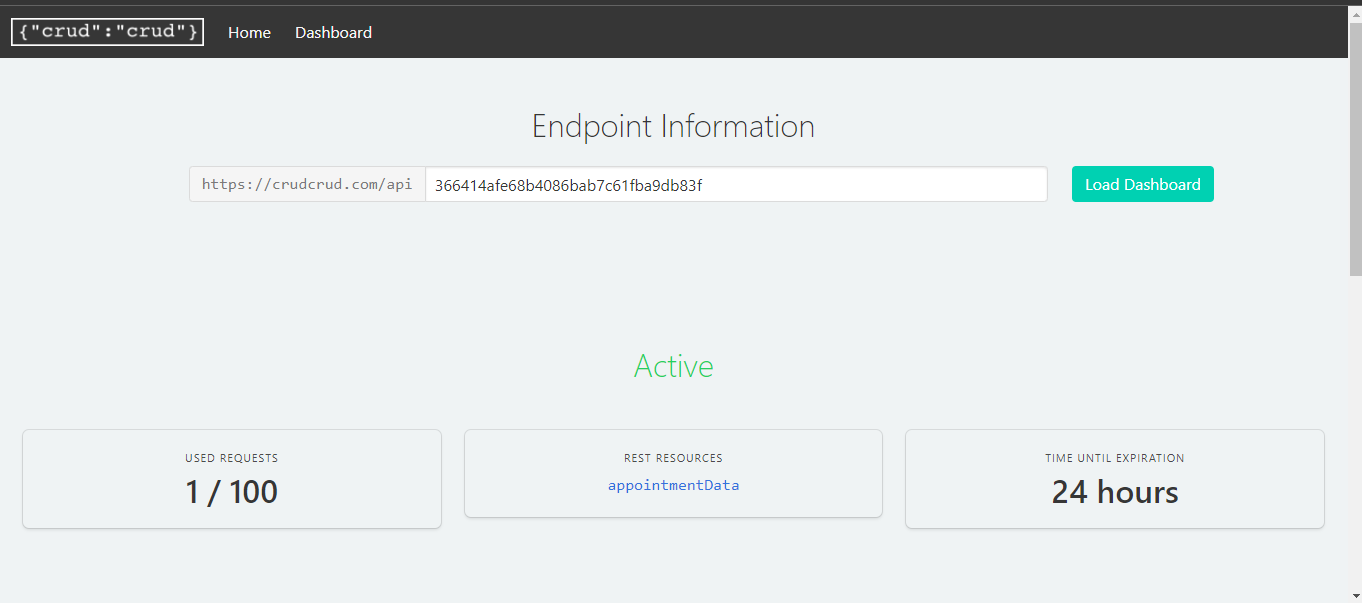 {"crud":"crud"} Home Dashboard
Endpoint Information
https://crudcrud.com/api 366414afe68b4086bab7c61fba9db83f Load Dashboard
Active
USED REQUESTS
1 / 100
REST RESOURCES
appointmentData
TIME UNTIL EXPIRATION
24 hours